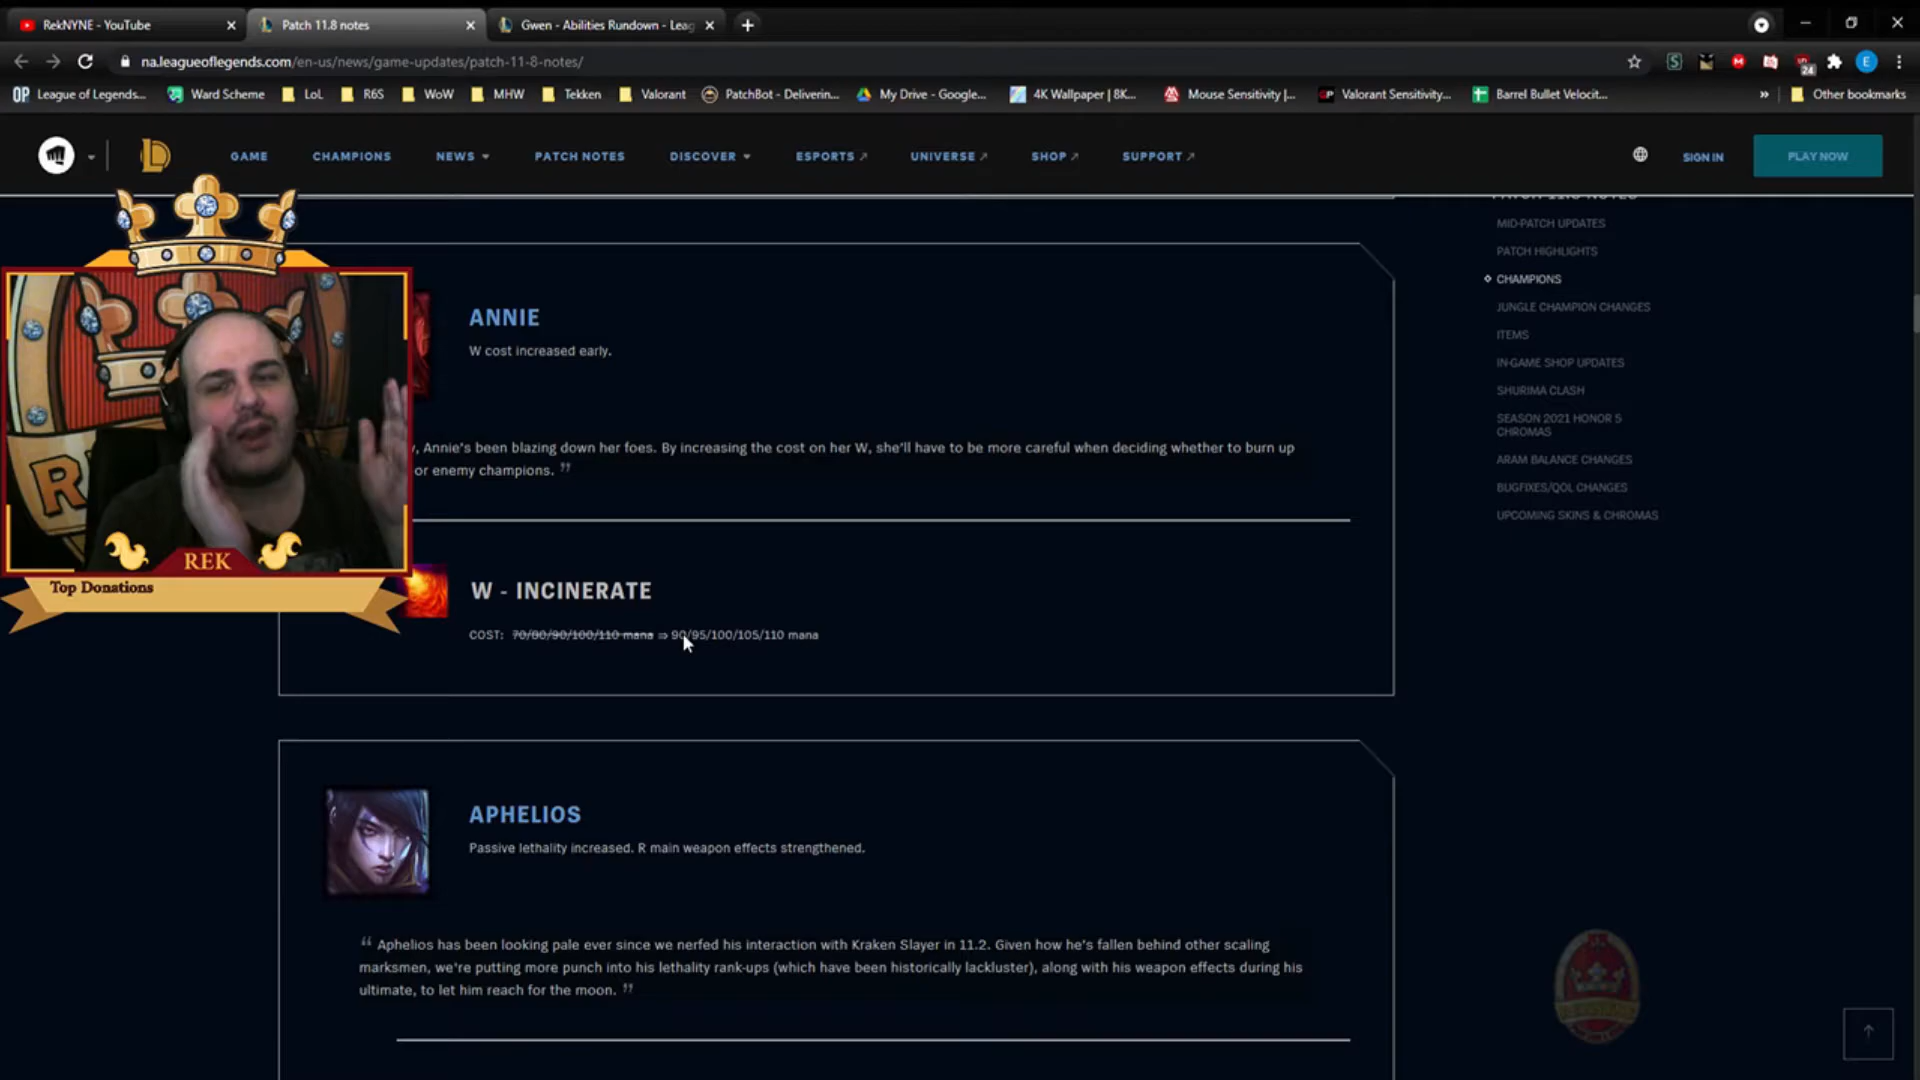 RekNYNE - YouTube
Patch 11.8 notes
Gwen - Abilities Rundown - Leag
na.leagueoflegends.com/en-us/news/game-updates/patch-11-8-notes/
24
E
OP League of Legends...
Ward Scheme
LoL
R6S
WoW
MHW
Tekken
Valorant
PatchBot - Deliverin...
My Drive - Google...
4K Wallpaper | 8K...
Mouse Sensitivity |...
Valorant Sensitivity...
Barrel Bullet Velocit...
» Other bookmarks
GAME
CHAMPIONS
NEWS
PATCH NOTES
DISCOVER
ESPORTS
UNIVERSE
SHOP
SUPPORT
SIGN IN
PLAY NOW
PATCH 11.8 NOTES
MID-PATCH UPDATES
PATCH HIGHLIGHTS
CHAMPIONS
JUNGLE CHAMPION CHANGES
ITEMS
IN-GAME SHOP UPDATES
SHURIMA CLASH
SEASON 2021 HONOR 5
CHROMAS
ARAM BALANCE CHANGES
BUGFIXES/QOL CHANGES
UPCOMING SKINS & CHROMAS
ANNIE
W cost increased early.
, Annie's been blazing down her foes. By increasing the cost on her W, she'll have to be more careful when deciding whether to burn up
or enemy champions. ”
REK
Top Donations
W - INCINERATE
COST: 70/80/90/100/110 mana ⇒ 90/95/100/105/110 mana
APHELIOS
Passive lethality increased. R main weapon effects strengthened.
“ Aphelios has been looking pale ever since we nerfed his interaction with Kraken Slayer in 11.2. Given how he's fallen behind other scaling
marksmen, we're putting more punch into his lethality rank-ups (which have been historically lackluster), along with his weapon effects during his
ultimate, to let him reach for the moon. ”